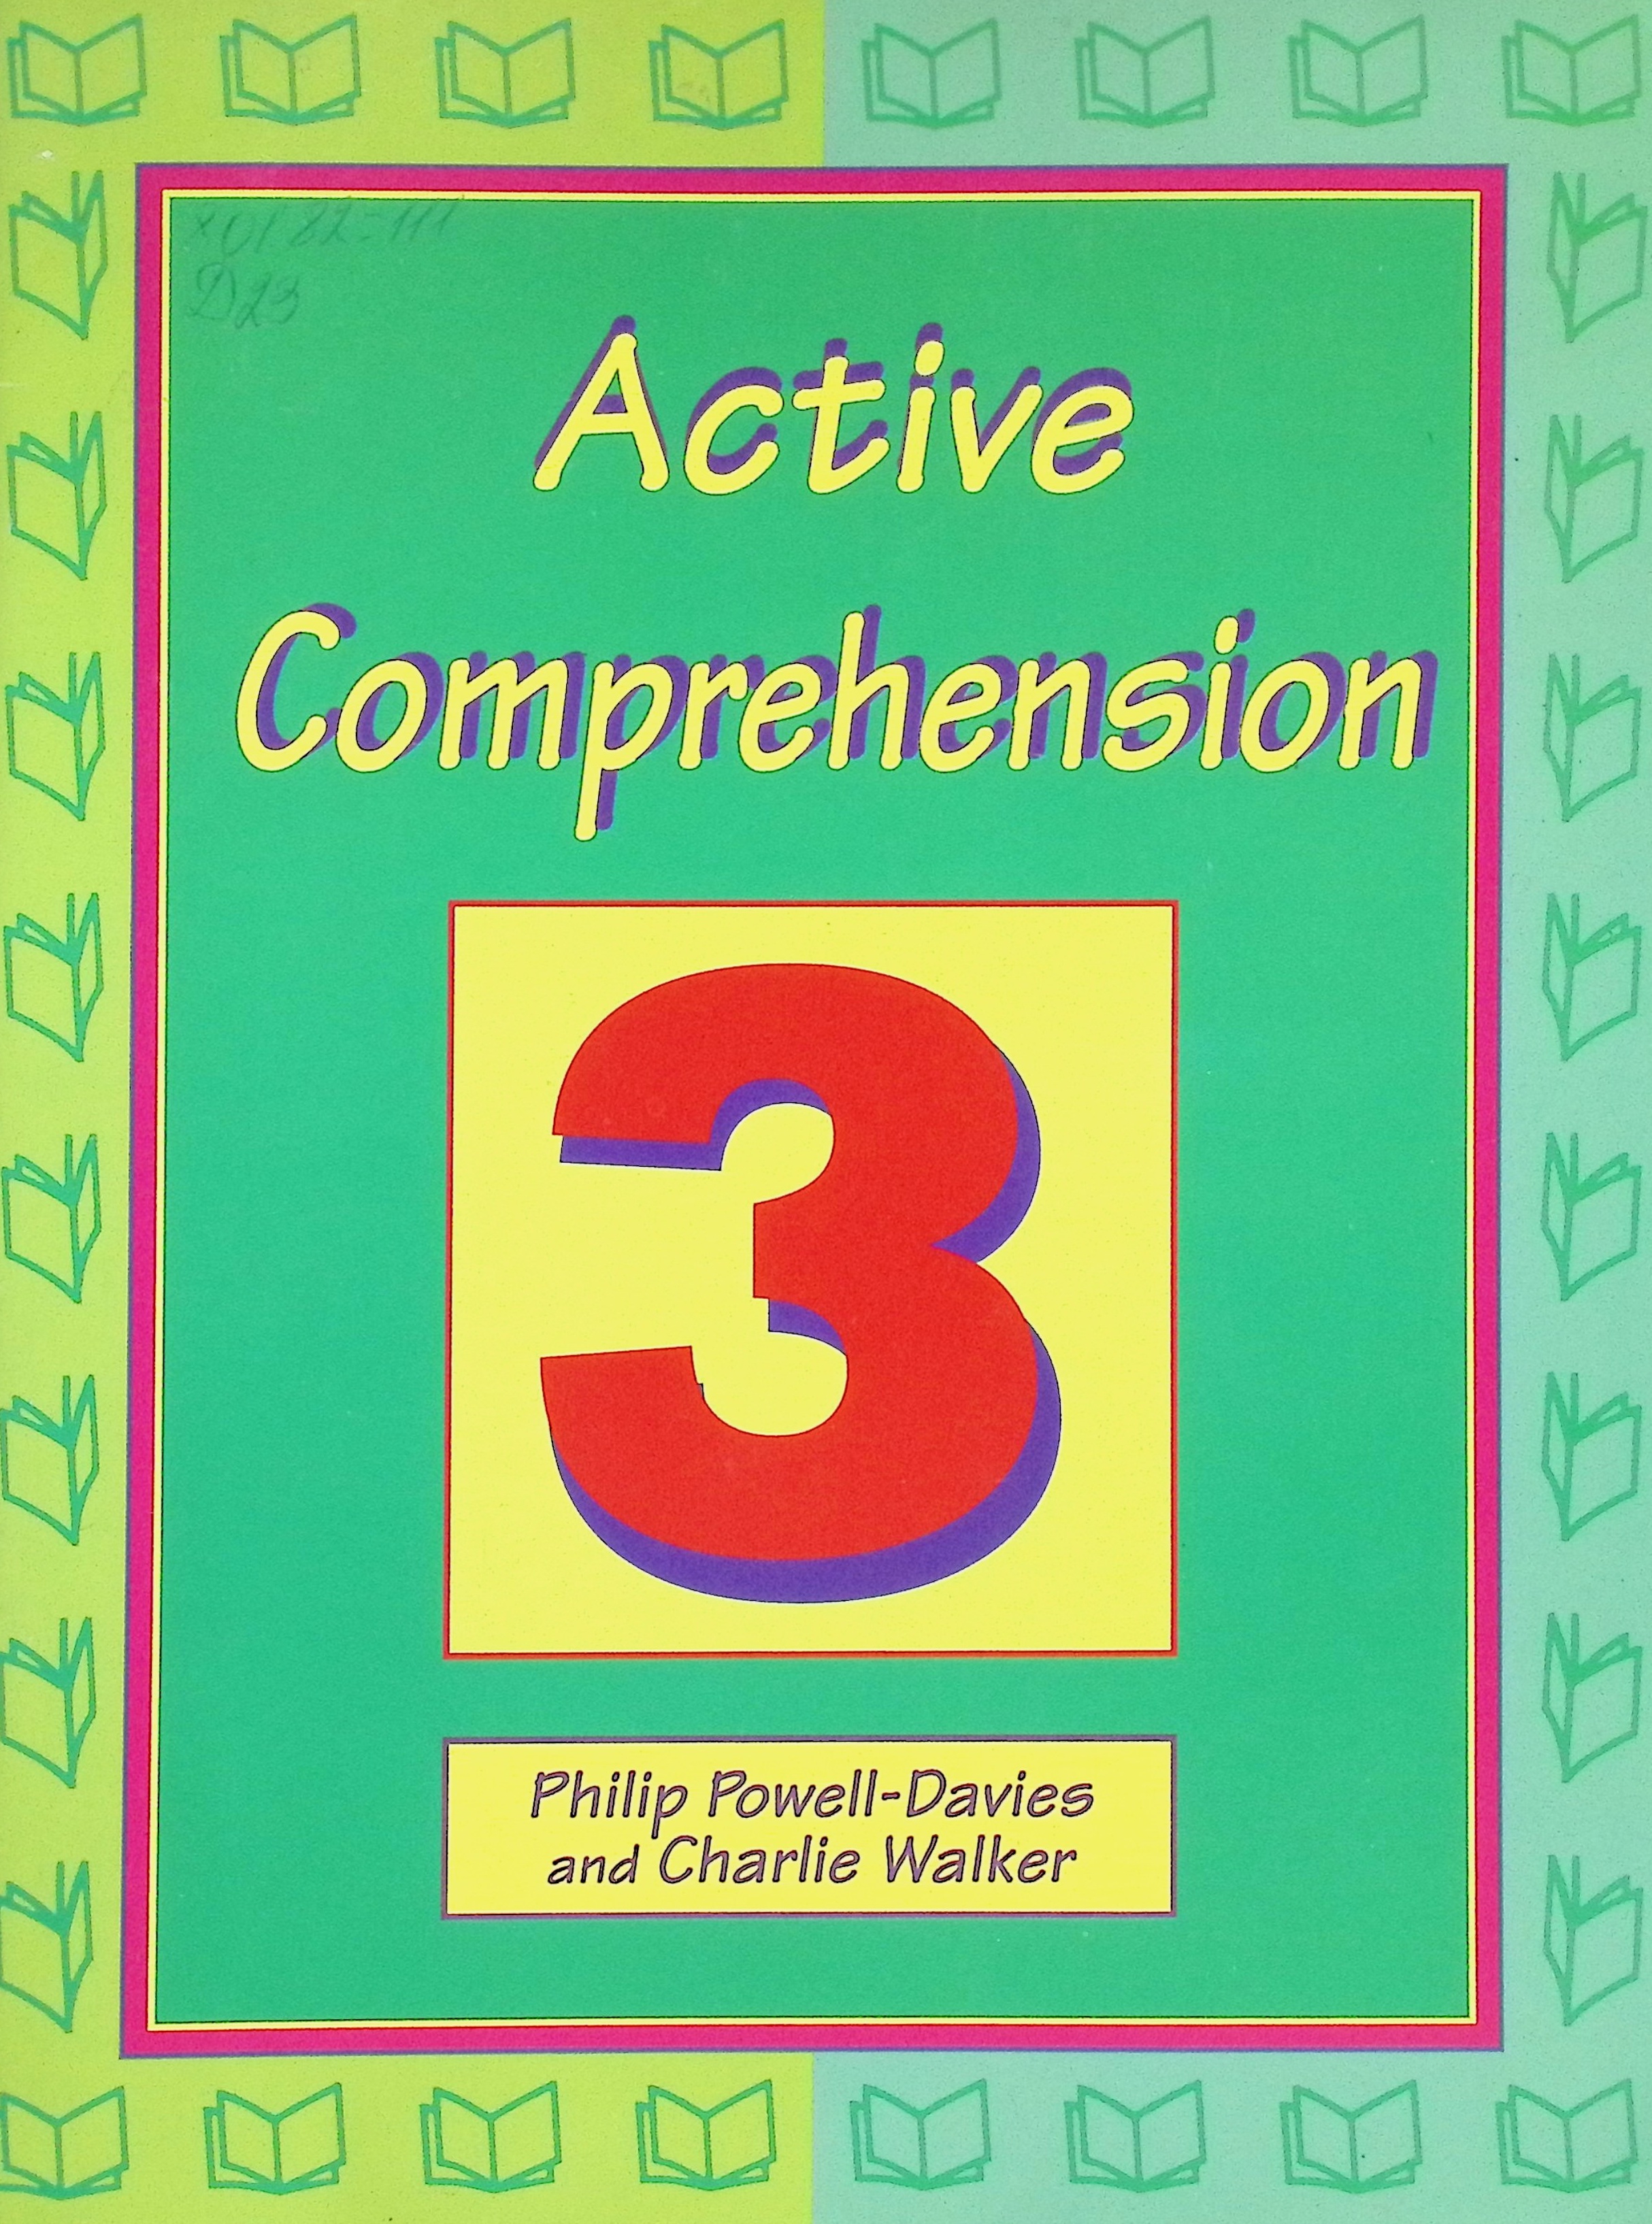 Active
Comprehension
3
Philip Powell-Davies
and Charlie Walker